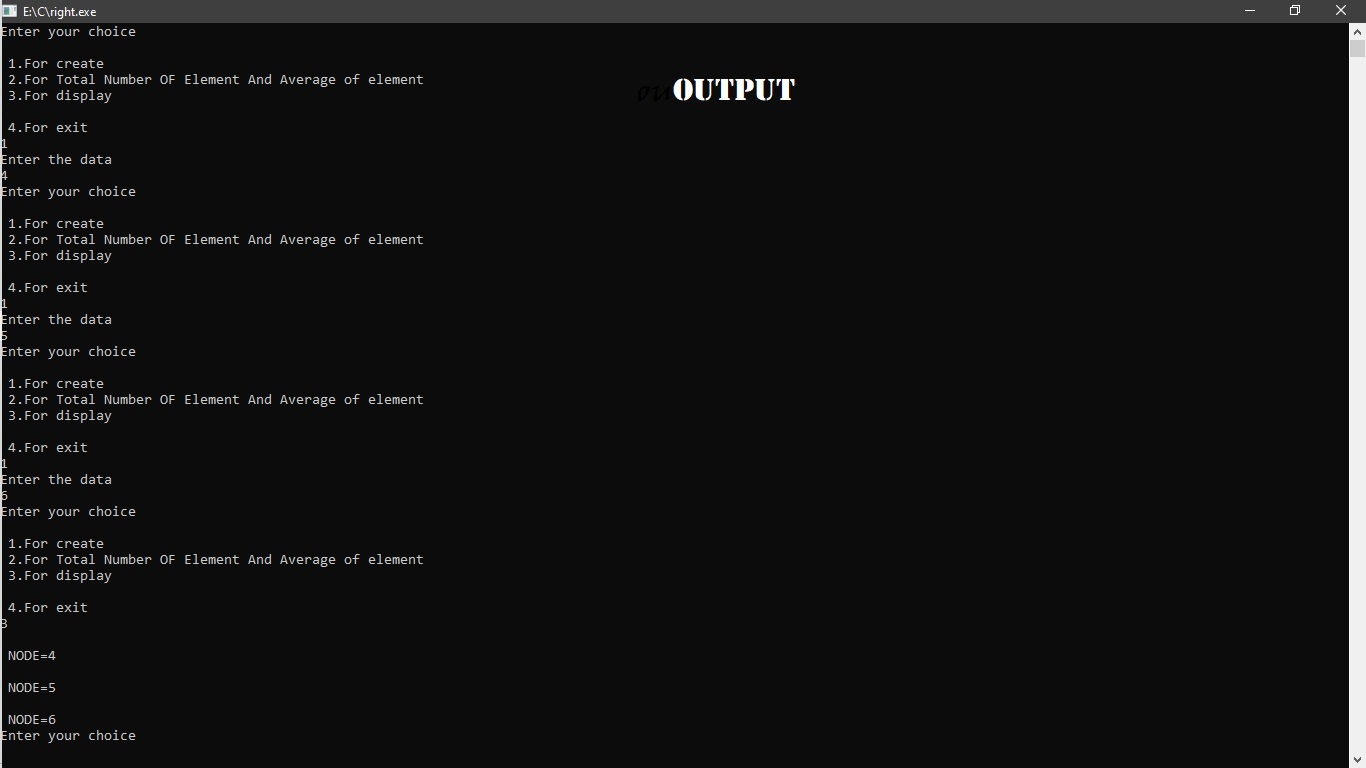 E:\C\right.exe
Enter your choice
1.For create
2.For Total Number OF Element And Average of element
3.For display
ouOUTPUT
4.For exit
1
Enter the data
4
Enter your choice
1.For create
2.For Total Number OF Element And Average of element
3.For display
4.For exit
1
Enter the data
5
Enter your choice
1.For create
2.For Total Number OF Element And Average of element
3.For display
4.For exit
1
Enter the data
6
Enter your choice
1.For create
2.For Total Number OF Element And Average of element
3.For display
4.For exit
3
NODE=4
NODE=5
NODE=6
Enter your choice